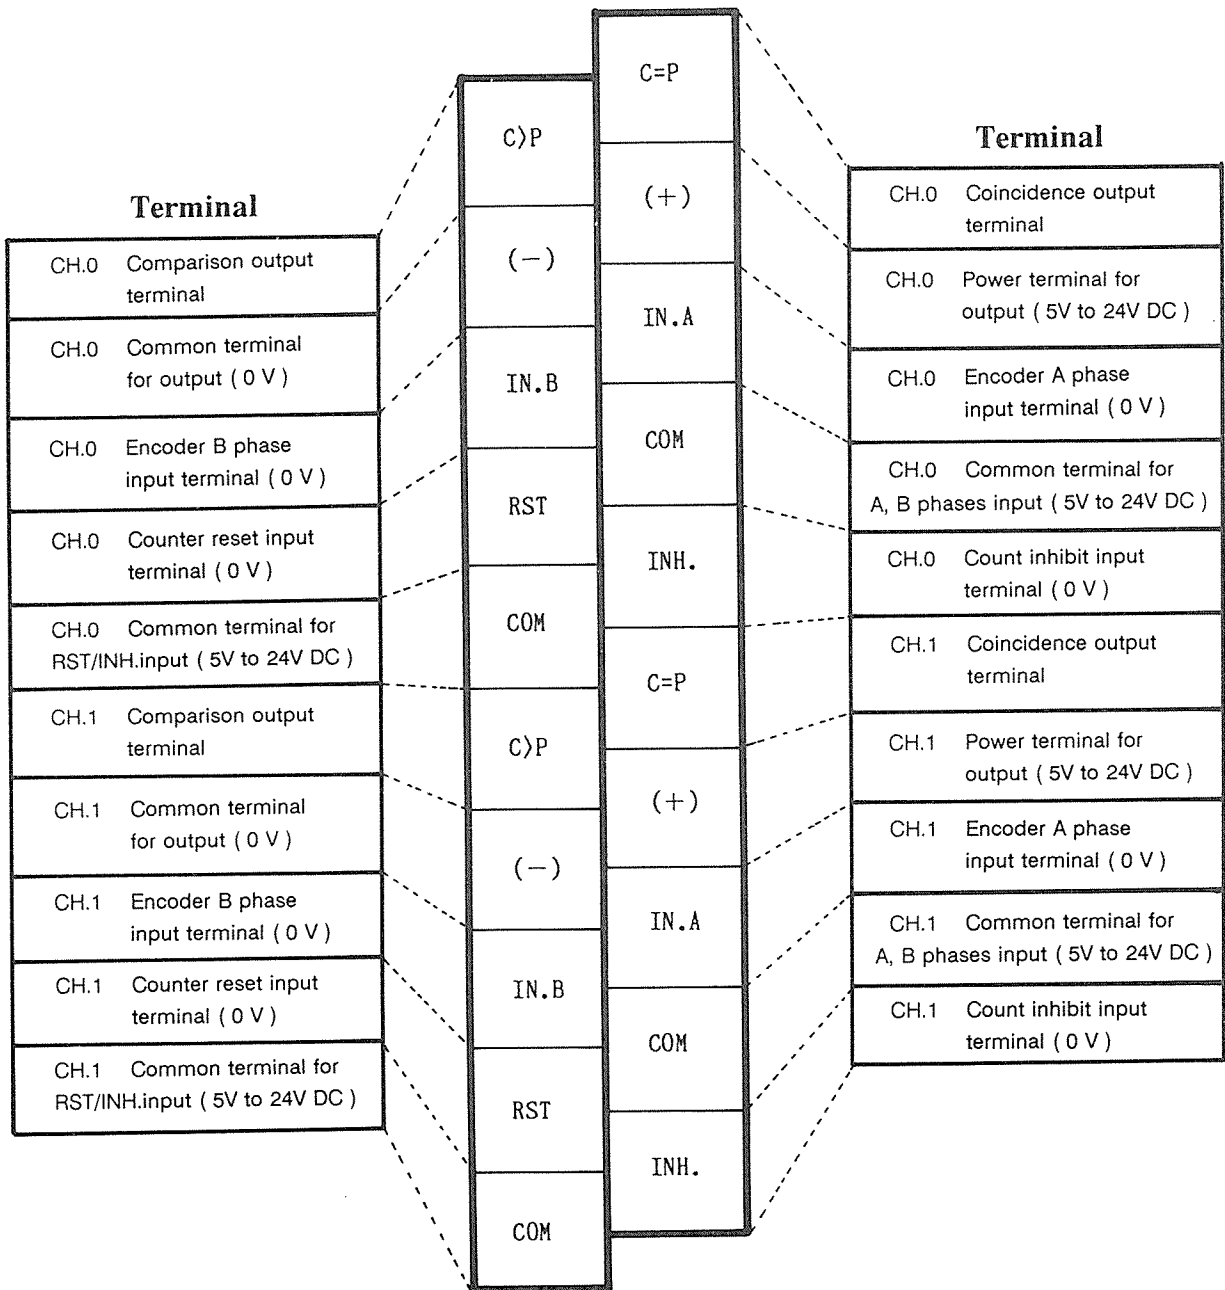 Terminal
CH.0 Comparison output
terminal
CH.0 Common terminal
for output ( 0 V )
CH.0 Encoder B phase
input terminal ( 0 V )
CH.0 Counter reset input
terminal ( 0 V )
CH.0 Common terminal for
RST/INH.input ( 5V to 24V DC )
CH.1 Comparison output
terminal
CH.1 Common terminal
for output ( 0 V )
CH.1 Encoder B phase
input terminal ( 0 V )
CH.1 Counter reset input
terminal ( 0 V )
CH.1 Common terminal for
RST/INH.input ( 5V to 24V DC )
C>P
(-)
IN.B
RST
COM
C>P
(-)
IN.B
RST
COM
C=P
(+)
IN.A
COM
INH.
C=P
(+)
IN.A
COM
INH.
Terminal
CH.0 Coincidence output
terminal
CH.0 Power terminal for
output ( 5V to 24V DC )
CH.0 Encoder A phase
input terminal ( 0 V )
CH.0 Common terminal for
A, B phases input ( 5V to 24V DC )
CH.0 Count inhibit input
terminal ( 0 V )
CH.1 Coincidence output
terminal
CH.1 Power terminal for
output ( 5V to 24V DC )
CH.1 Encoder A phase
input terminal ( 0 V )
CH.1 Common terminal for
A, B phases input ( 5V to 24V DC )
CH.1 Count inhibit input
terminal ( 0 V )